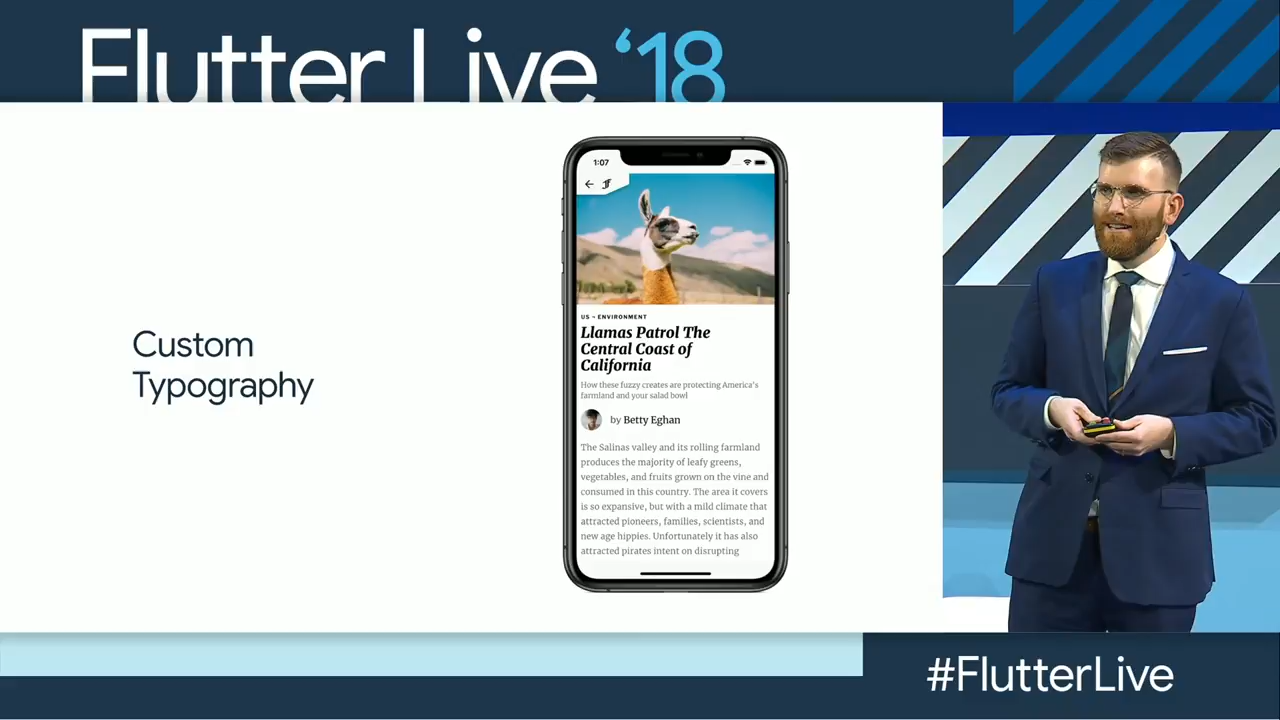 Flutter Live ‘18
Custom
Typography
1:07
US – ENVIRONMENT
Llamas Patrol The
Central Coast of
California
How these fuzzy creates are protecting America's
farmland and your salad bowl
by Betty Eghan
The Salinas valley and its rolling farmland
produces the majority of leafy greens,
vegetables, and fruits grown on the vine and
consumed in this country. The area it covers
is so expansive, but with a mild climate that
attracted pioneers, families, scientists, and
new age hippies. Unfortunately it has also
attracted pirates intent on disrupting
#FlutterLive